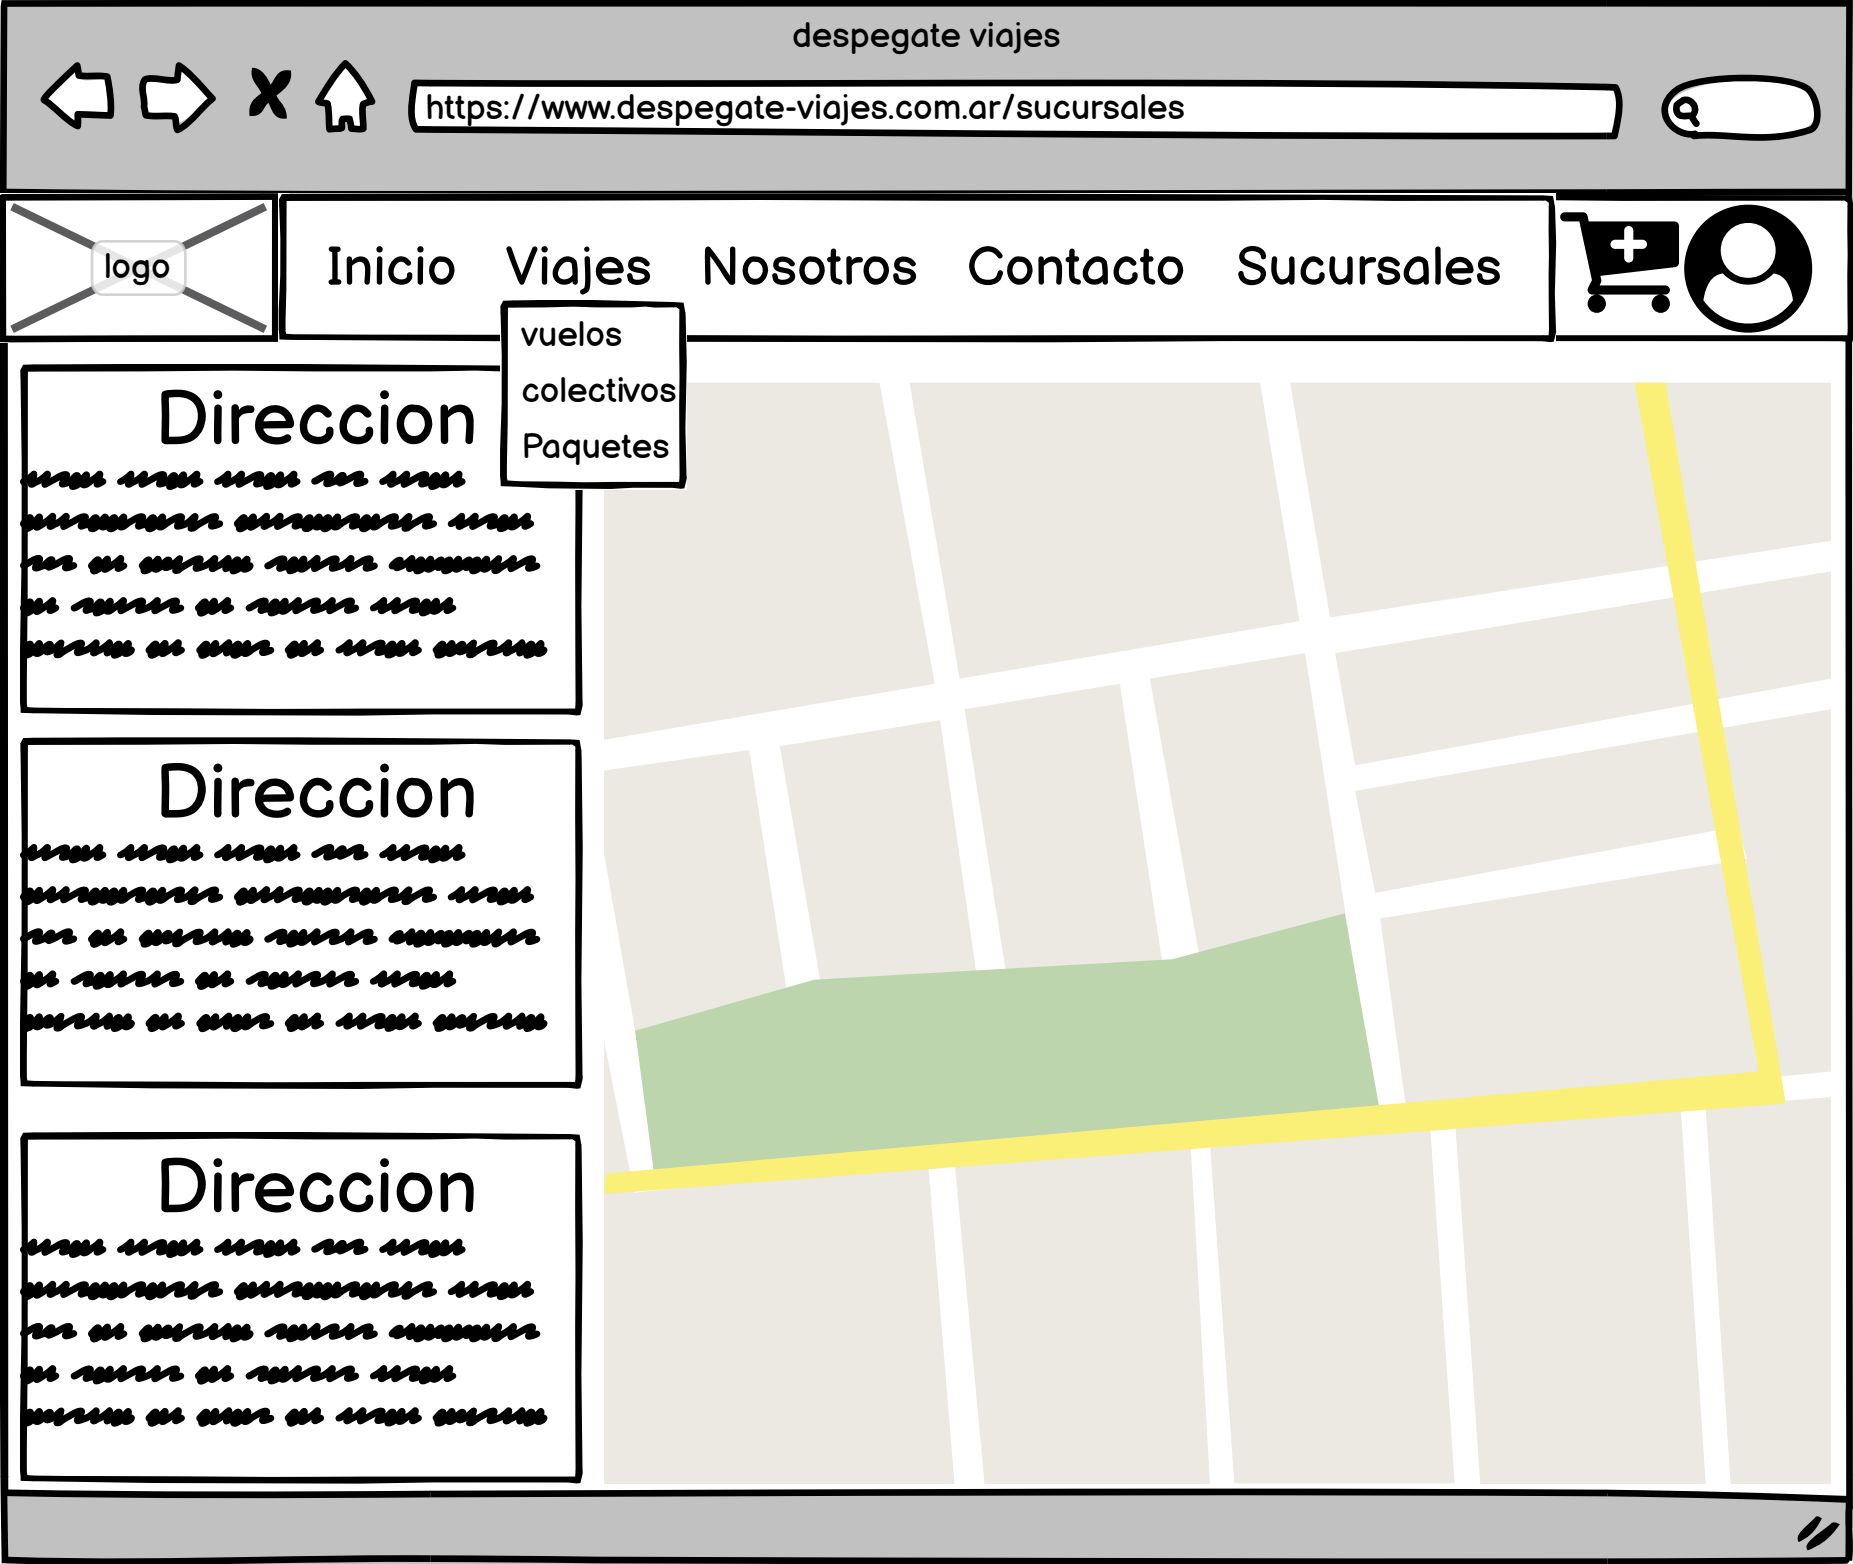 despegate viajes
https://www.despegate-viajes.com.ar/sucursales
logo
Inicio Viajes Nosotros Contacto Sucursales
vuelos
colectivos
Paquetes
Direccion
Direccion
Direccion